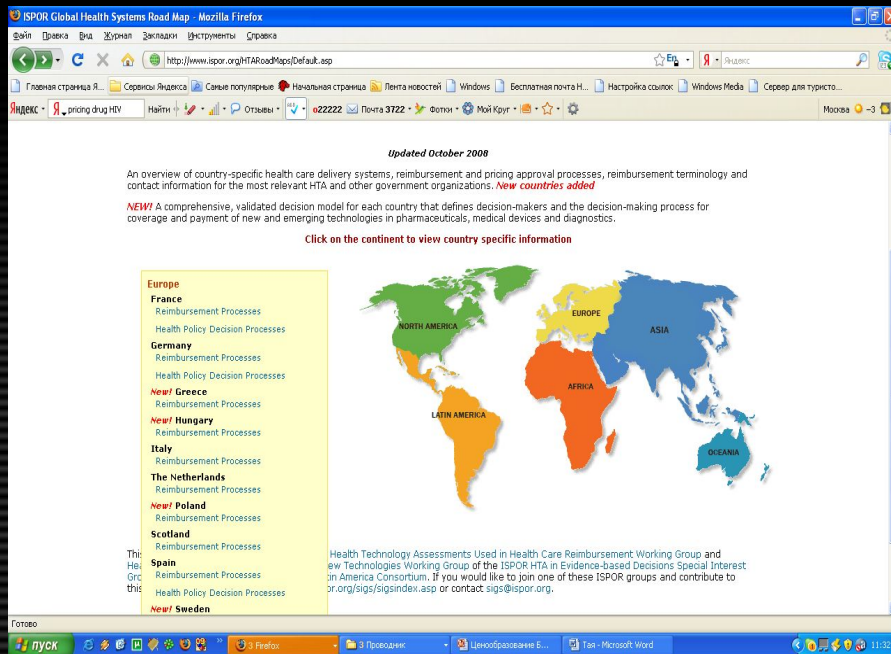 ISPOR Global Health Systems Road Map - Mozilla Firefox
Файл Правка Вид Журнал Закладки Инструменты Справка
http://www.ispor.org/HTARoadMaps/Default.asp
Яндекс
Главная страница Я... Сервисы Яндекса Самые популярные Начальная страница Лента новостей Windows Бесплатная почта H... Настройка ссылок Windows Media Сервер для туристо...
Яндекс pricing drug HIV Найти Отзывы 022222 Почта 3722 Фотки Мой Круг Москва -3
Updated October 2008
An overview of country-specific health care delivery systems, reimbursement and pricing approval processes, reimbursement terminology and
contact information for the most relevant HTA and other government organizations. New countries added
NEW! A comprehensive, validated decision model for each country that defines decision-makers and the decision-making process for
coverage and payment of new and emerging technologies in pharmaceuticals, medical devices and diagnostics.
Click on the continent to view country specific information
Europe
France
Reimbursement Processes
Health Policy Decision Processes
Germany
Reimbursement Processes
Health Policy Decision Processes
New! Greece
Reimbursement Processes
New! Hungary
Reimbursement Processes
Italy
Reimbursement Processes
The Netherlands
Reimbursement Processes
New! Poland
Reimbursement Processes
Scotland
Reimbursement Processes
Spain
Reimbursement Processes
Health Policy Decision Processes
New! Sweden
NORTH AMERICA
EUROPE
ASIA
AFRICA
LATIN AMERICA
OCEANIA
Health Technology Assessments Used in Health Care Reimbursement Working Group and
ew Technologies Working Group of the ISPOR HTA in Evidence-based Decisions Special Interest
in America Consortium. If you would like to join one of these ISPOR groups and contribute to
or.org/sigs/sigsindex.asp or contact sigs@ispor.org.
Готово
пуск 3 Firefox 3 Проводник Ценообразование Б... Тая - Microsoft Word 11:32